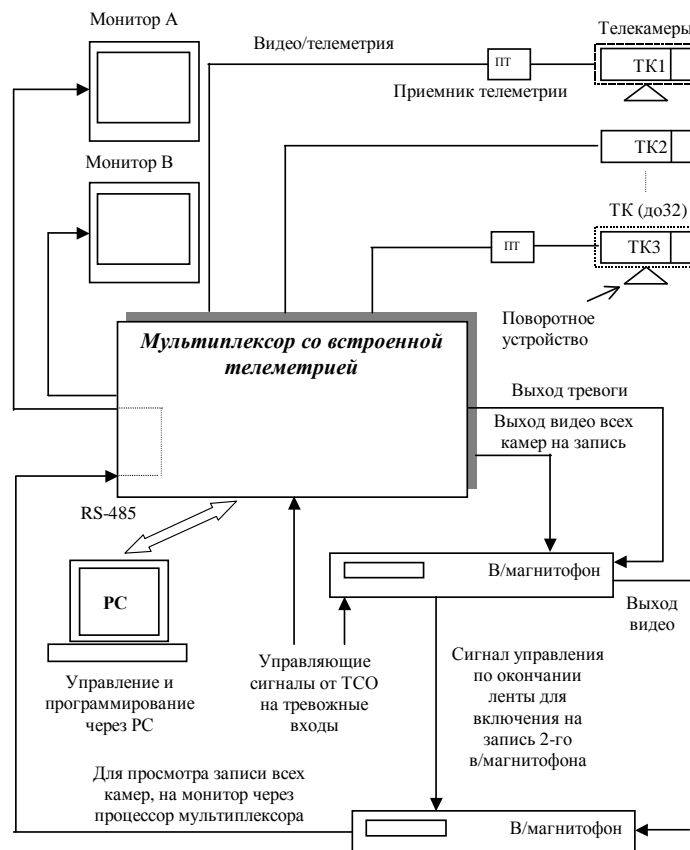 Монитор А
Видео/телеметрия
Телекамеры
ПТ
ТК1
Приемник телеметрии
Монитор В
ТК2
ТК (до32)
ПТ
ТК3
Поворотное
устройство
Мультиплексор со встроенной
телеметрией
Выход тревоги
Выход видео всех
камер на запись
RS-485
PC
В/магнитофон
Выход
видео
Управление и
программирование
через PC
Управляющие
сигналы от ТСО
на тревожные
входы
Сигнал управления
по окончании
ленты для
включения на
запись 2-го
в/магнитофона
Для просмотра записи всех
камер, на монитор через
процессор мультиплексора
В/магнитофон